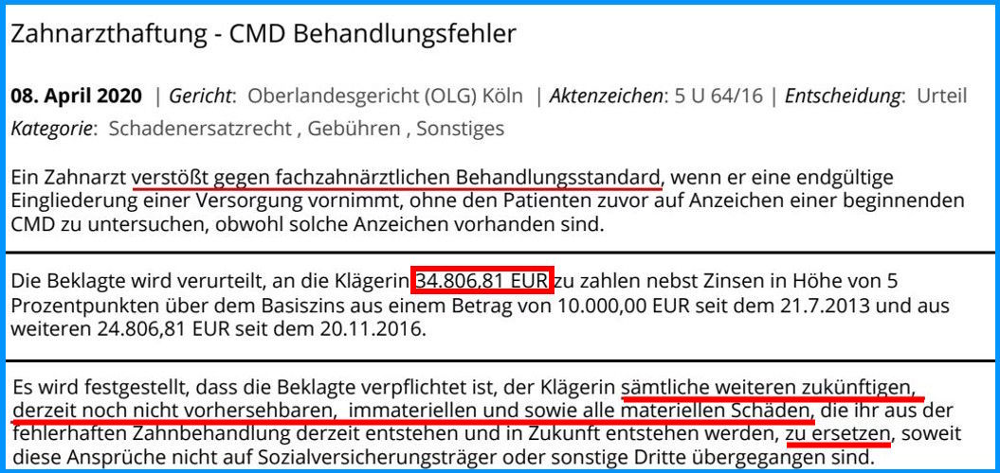 Zahnarzthaftung - CMD Behandlungsfehler
08. April 2020 | Gericht: Oberlandesgericht (OLG) Köln | Aktenzeichen: 5 U 64/16 | Entscheidung: Urteil
Kategorie: Schadenersatzrecht , Gebühren , Sonstiges
Ein Zahnarzt verstößt gegen fachzahnärztlichen Behandlungsstandard, wenn er eine endgültige
Eingliederung einer Versorgung vornimmt, ohne den Patienten zuvor auf Anzeichen einer beginnenden
CMD zu untersuchen, obwohl solche Anzeichen vorhanden sind.
Die Beklagte wird verurteilt, an die Klägerin 34.806,81 EUR zu zahlen nebst Zinsen in Höhe von 5
Prozentpunkten über dem Basiszins aus einem Betrag von 10.000,00 EUR seit dem 21.7.2013 und aus
weiteren 24.806,81 EUR seit dem 20.11.2016.
Es wird festgestellt, dass die Beklagte verpflichtet ist, der Klägerin sämtliche weiteren zukünftigen,
derzeit noch nicht vorhersehbaren, immateriellen und sowie alle materiellen Schäden, die ihr aus der
fehlerhaften Zahnbehandlung derzeit entstehen und in Zukunft entstehen werden, zu ersetzen, soweit
diese Ansprüche nicht auf Sozialversicherungsträger oder sonstige Dritte übergegangen sind.